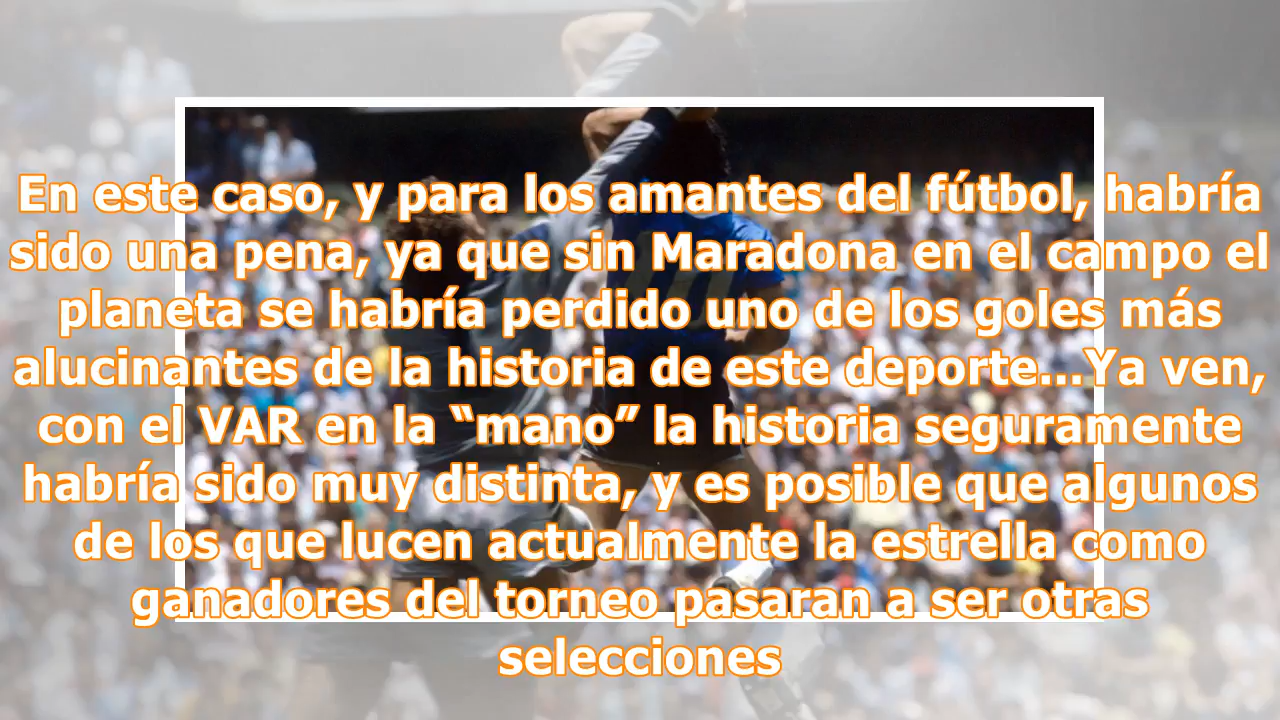 En este caso, y para los amantes del fútbol, habría
sido una pena, ya que sin Maradona en el campo el
planeta se habría perdido uno de los goles más
alucinantes de la historia de este deporte...Ya ven,
con el VAR en la “mano” la historia seguramente
habría sido muy distinta, y es posible que algunos
de los que lucen actualmente la estrella como
ganadores del torneo pasaran a ser otras
selecciones